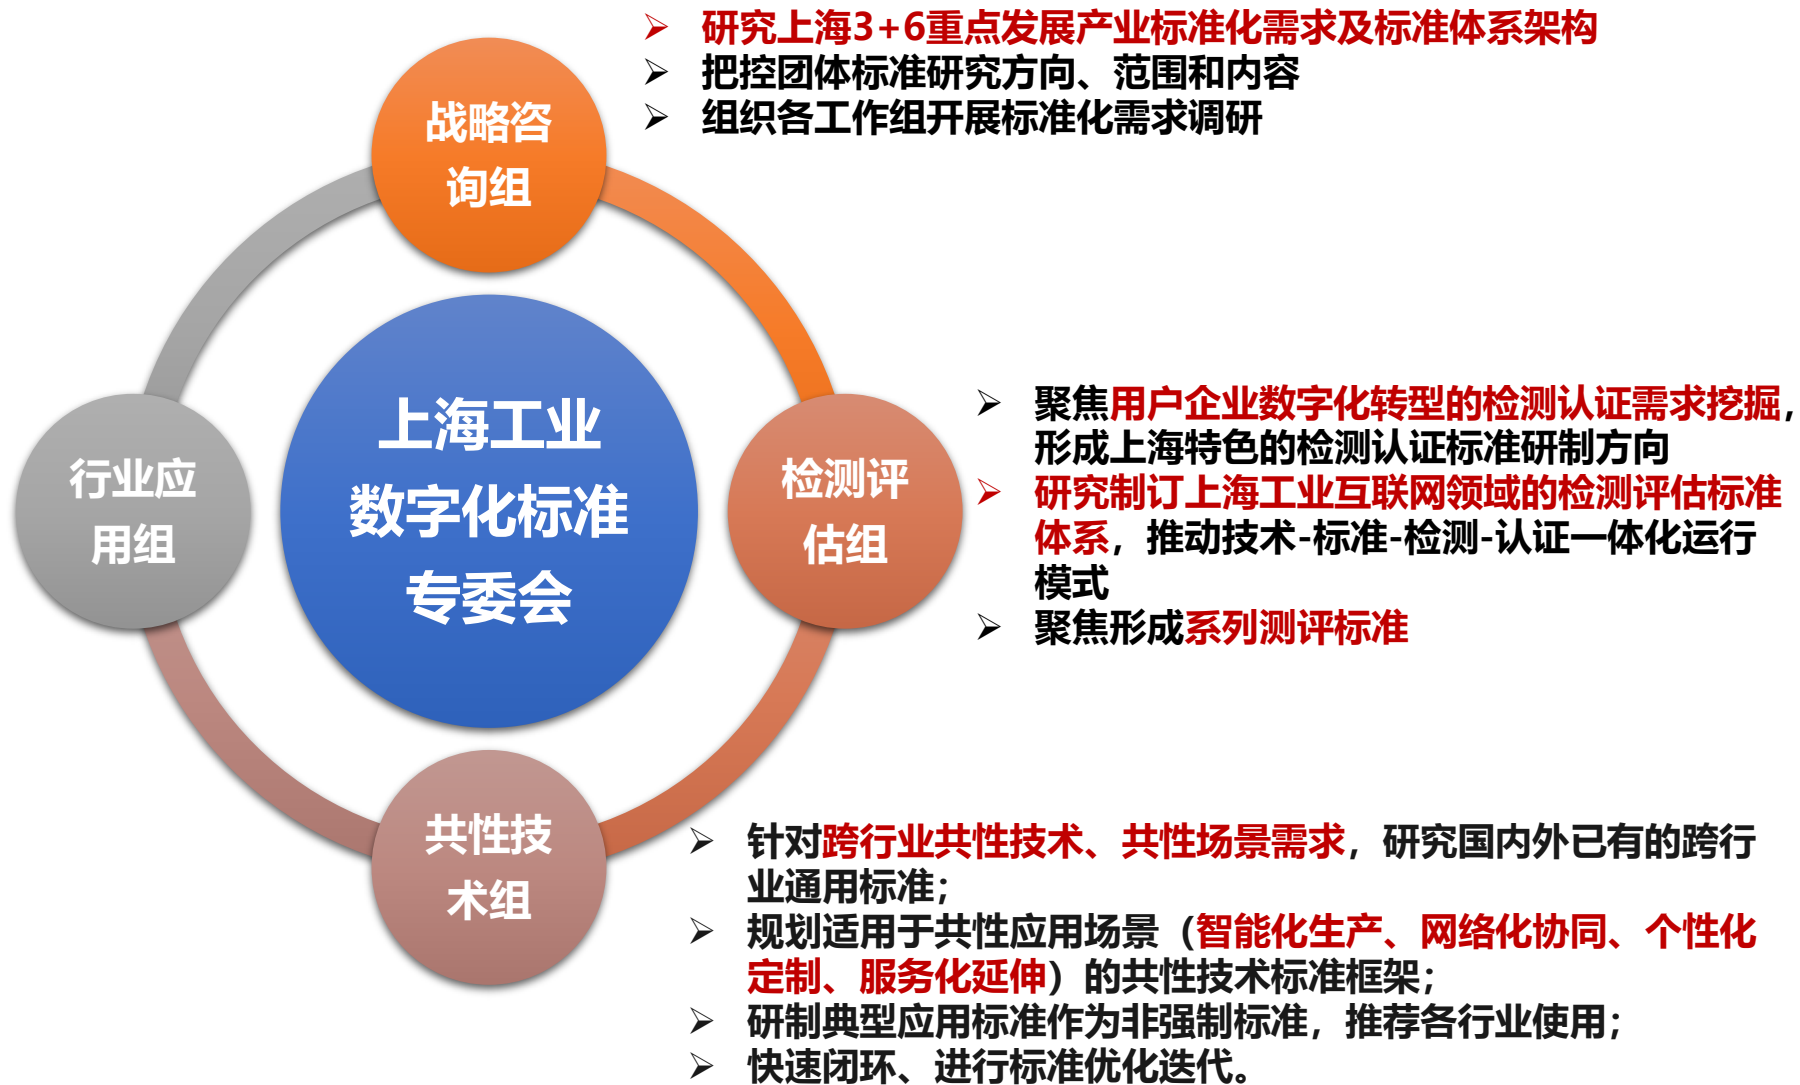 研究上海3+6重点发展产业标准化需求及标准体系架构
把控团体标准研究方向、范围和内容
组织各工作组开展标准化需求调研
战略咨
询组
上海工业
数字化标准
专委会
行业应
用组
检测评
估组
聚焦用户企业数字化转型的检测认证需求挖掘，
形成上海特色的检测认证标准研制方向
研究制订上海工业互联网领域的检测评估标准
体系，推动技术-标准-检测-认证一体化运行
模式
聚焦形成系列测评标准
共性技
术组
针对跨行业共性技术、共性场景需求，研究国内外已有的跨行
业通用标准；
规划适用于共性应用场景（智能化生产、网络化协同、个性化
定制、服务化延伸）的共性技术标准框架；
研制典型应用标准作为非强制标准，推荐各行业使用；
快速闭环、进行标准优化迭代。